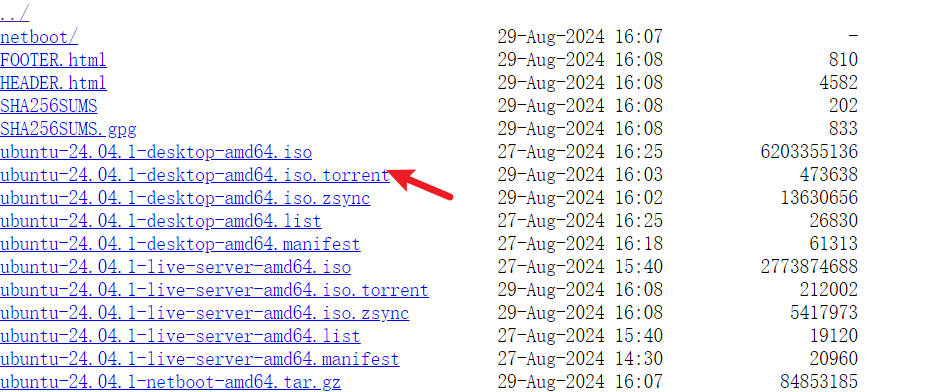 ../
netboot/ 29-Aug-2024 16:07 -
FOOTER.html 29-Aug-2024 16:08 810
HEADER.html 29-Aug-2024 16:08 4582
SHA256SUMS 29-Aug-2024 16:08 202
SHA256SUMS.gpg 29-Aug-2024 16:08 833
ubuntu-24.04.1-desktop-amd64.iso 27-Aug-2024 16:25 6203355136
ubuntu-24.04.1-desktop-amd64.iso.torrent 29-Aug-2024 16:03 473638
ubuntu-24.04.1-desktop-amd64.iso.zsync 29-Aug-2024 16:02 13630656
ubuntu-24.04.1-desktop-amd64.list 27-Aug-2024 16:25 26830
ubuntu-24.04.1-desktop-amd64.manifest 27-Aug-2024 16:18 61313
ubuntu-24.04.1-live-server-amd64.iso 27-Aug-2024 15:40 2773874688
ubuntu-24.04.1-live-server-amd64.iso.torrent 29-Aug-2024 16:08 212002
ubuntu-24.04.1-live-server-amd64.iso.zsync 29-Aug-2024 16:08 5417973
ubuntu-24.04.1-live-server-amd64.list 27-Aug-2024 15:40 19120
ubuntu-24.04.1-live-server-amd64.manifest 27-Aug-2024 14:30 20960
ubuntu-24.04.1-netboot-amd64.tar.gz 29-Aug-2024 16:07 84853185